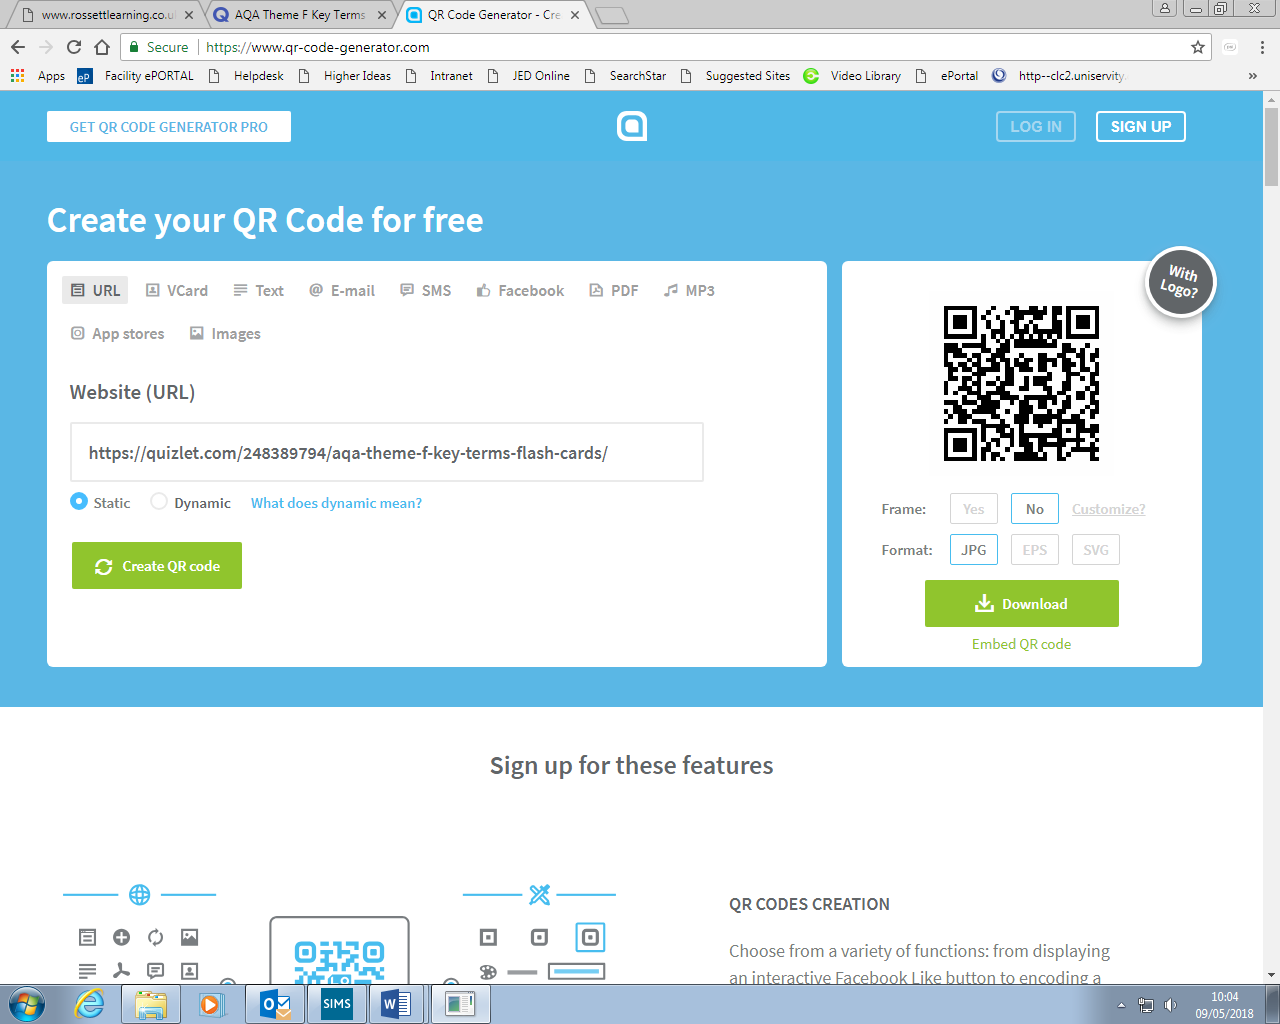 www.rossettlearning.co.u
AQA Theme F Key Terms
QR Code Generator - Cre
Secure
https://www.qr-code-generator.com
Apps
eP
Facility ePORTAL
Helpdesk
Higher Ideas
Intranet
JED Online
SearchStar
Suggested Sites
Video Library
ePortal
http--clc2.uniservity.
GET QR CODE GENERATOR PRO
LOG IN
SIGN UP
Create your QR Code for free
URL
VCard
Text
E-mail
SMS
Facebook
PDF
MP3
App stores
Images
Website (URL)
https://quizlet.com/248389794/aqa-theme-f-key-terms-flash-cards/
Static
Dynamic
What does dynamic mean?
Create QR code
With
Logo?
Frame:
Yes
No
Customize?
Format:
JPG
EPS
SVG
Download
Embed QR code
Sign up for these features
QR CODES CREATION
Choose from a variety of functions: from displaying
an interactive Facebook Like button to encoding a
SIMS
10:04
09/05/2018